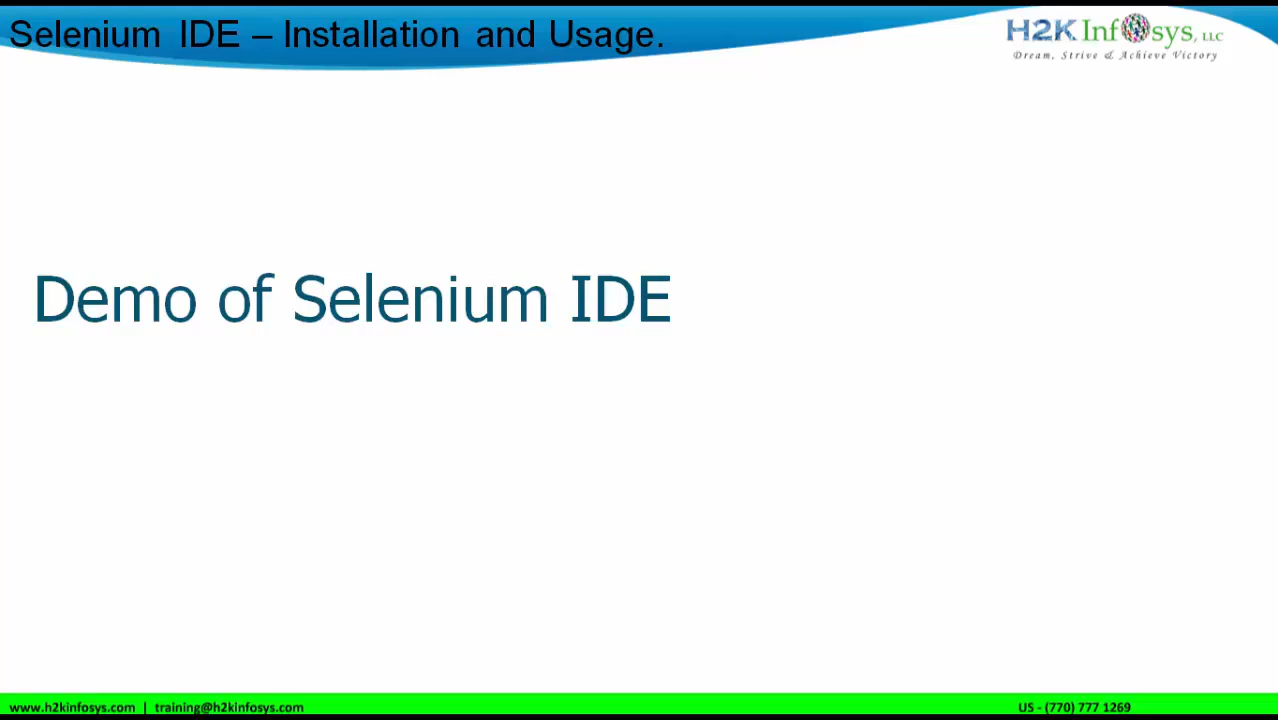 Selenium IDE – Installation and Usage.
H2K Infosys, LLC
Dream, Strive & Achieve Victory
Demo of Selenium IDE
www.h2kinfosys.com | training@h2kinfosys.com
US - (770) 777 1269